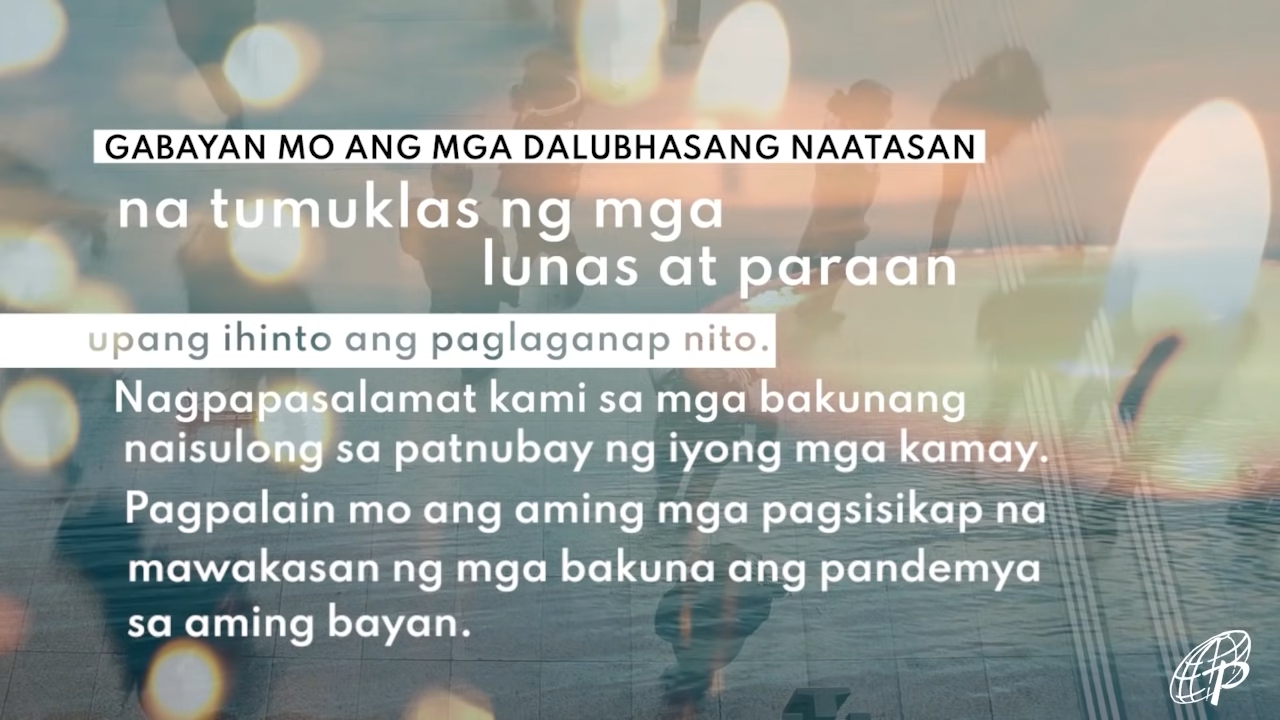 GABAYAN MO ANG MGA DALUBHASANG NAATASAN
na tumuklas ng mga
lunas at paraan
upang ihinto ang paglaganap nito.
Nagpapasalamat kami sa mga bakunang
naisulong sa patnubay ng iyong mga kamay.
Pagpalain mo ang aming mga pagsisikap na
mawakasan ng mga bakuna ang pandemya
sa aming bayan.